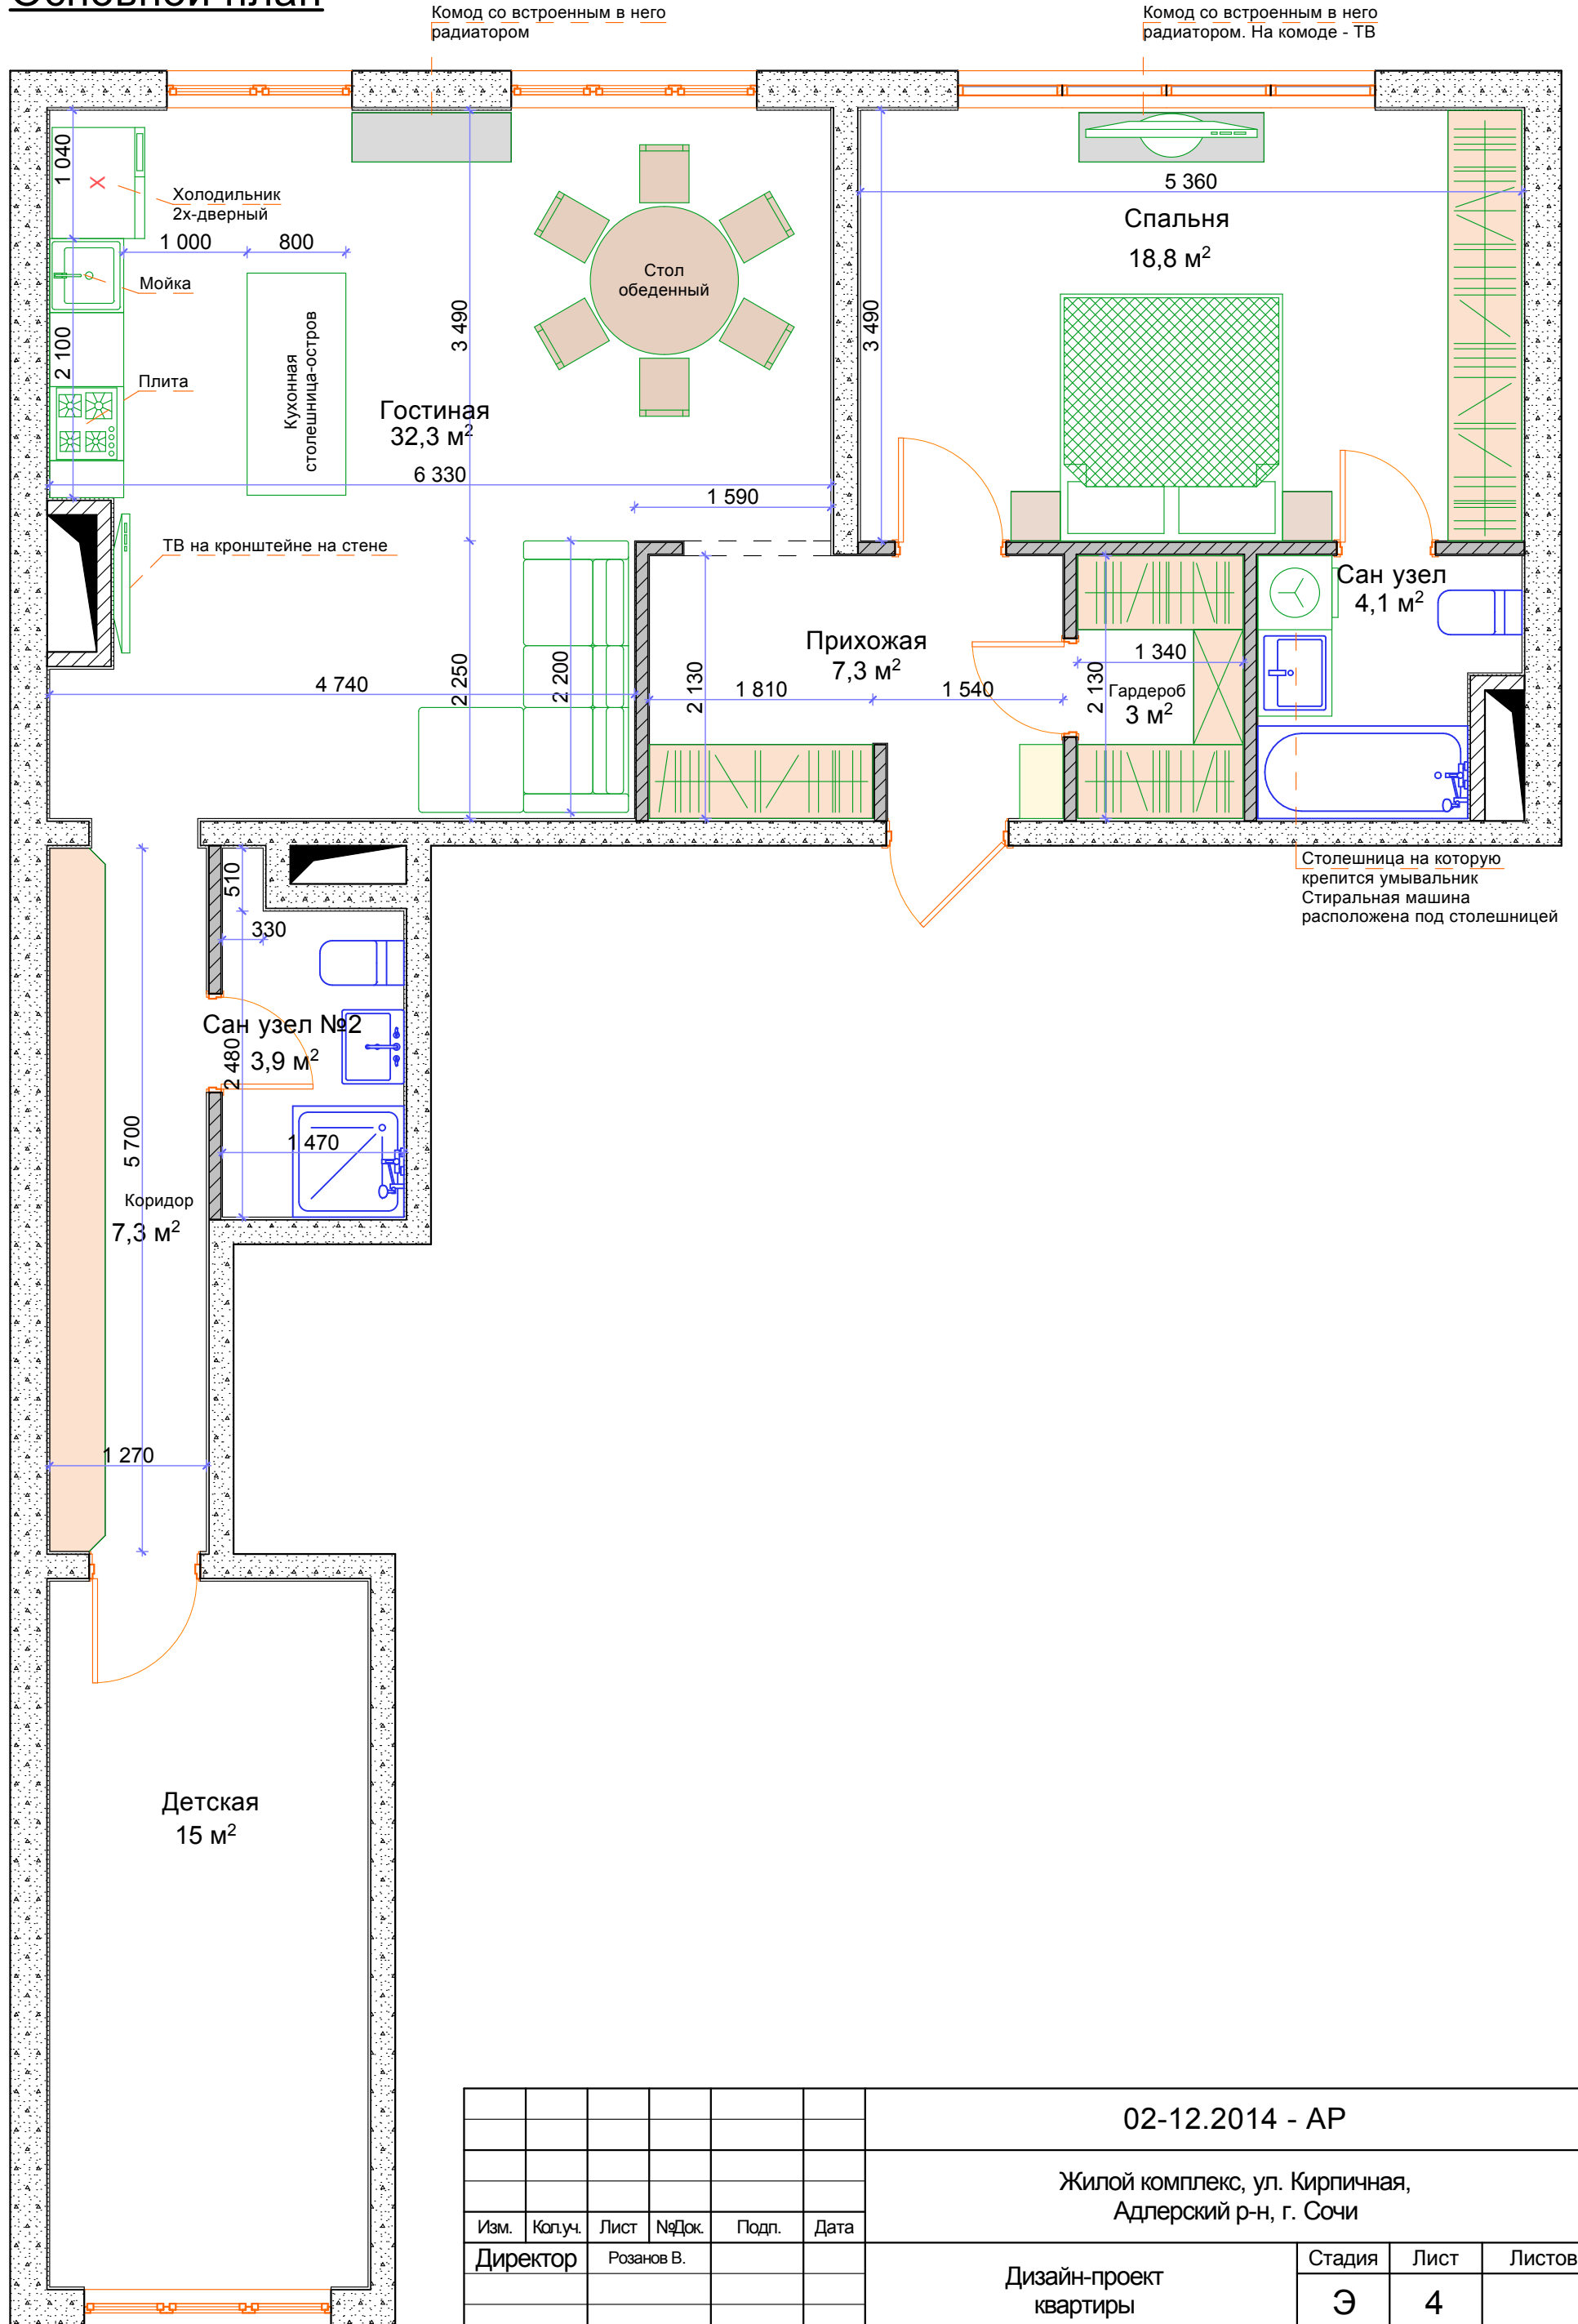 Основной план
Комод со встроенным в него
радиатором
Комод со встроенным в него
радиатором. На комоде - ТВ
1 040
Холодильник
2х-дверный
X
1 000
800
Мойка
2 100
Плита
Кухонная
столешница-остров
3 490
Стол
обеденный
Гостиная
32,3 м²
6 330
1 590
5 360
Спальня
18,8 м²
3 490
ТВ на кронштейне на стене
4 740
2 250
2 200
Прихожая
7,3 м²
2 130
1 810
1 540
2 130
1 340
Гардероб
3 м²
Сан узел
4,1 м²
Столешница на которую
крепится умывальник
Стиральная машина
расположена под столешницей
510
330
Сан узел №2
3,9 м²
2 480
1 470
5 700
Коридор
7,3 м²
1 270
Детская
15 м²
02-12.2014 - АР
Жилой комплекс, ул. Кирпичная,
Адлерский р-н, г. Сочи
Изм. Кол.уч. Лист №Док. Подп. Дата
Директор Розанов В.
Дизайн-проект
квартиры
Стадия Лист Листов
Э 4